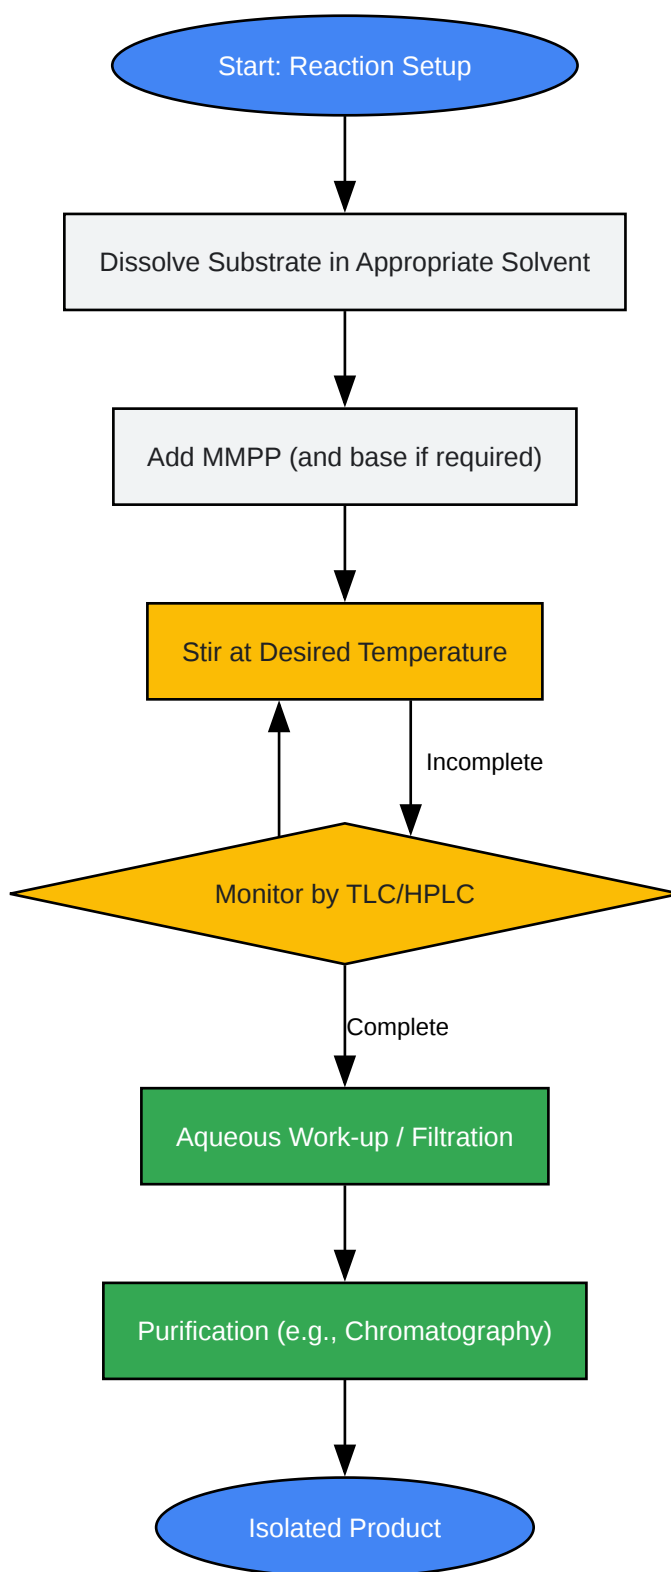 Start: Reaction Setup
Dissolve Substrate in Appropriate Solvent
Add MMPP (and base if required)
Stir at Desired Temperature
Incomplete
Monitor by TLC/HPLC
Complete
Aqueous Work-up / Filtration
Purification (e.g., Chromatography)
Isolated Product